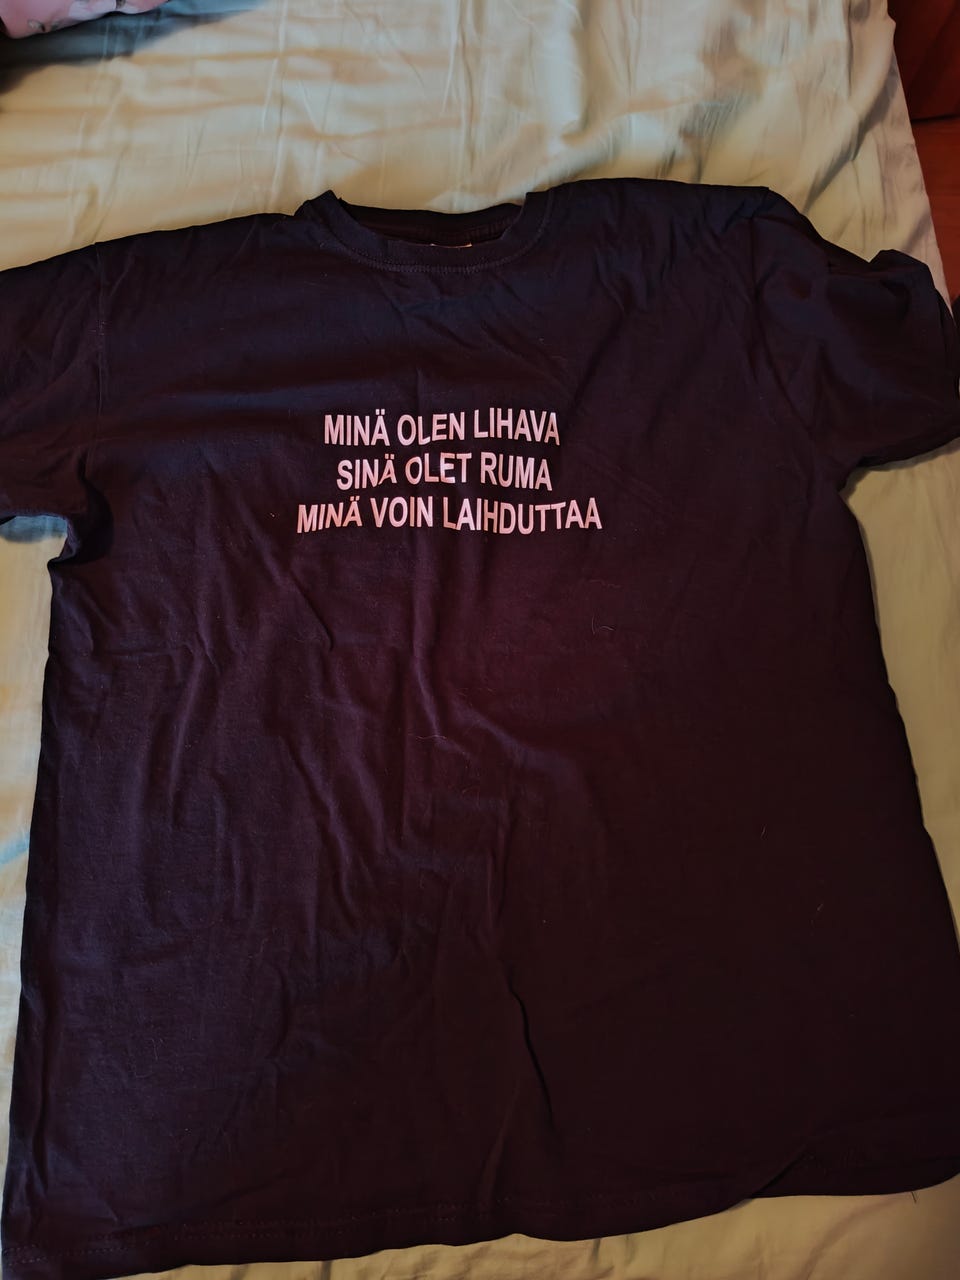 MINÄ OLEN LIHAVA
SINÄ OLET RUMA
MINÄ VOIN LAIHDUTTAA